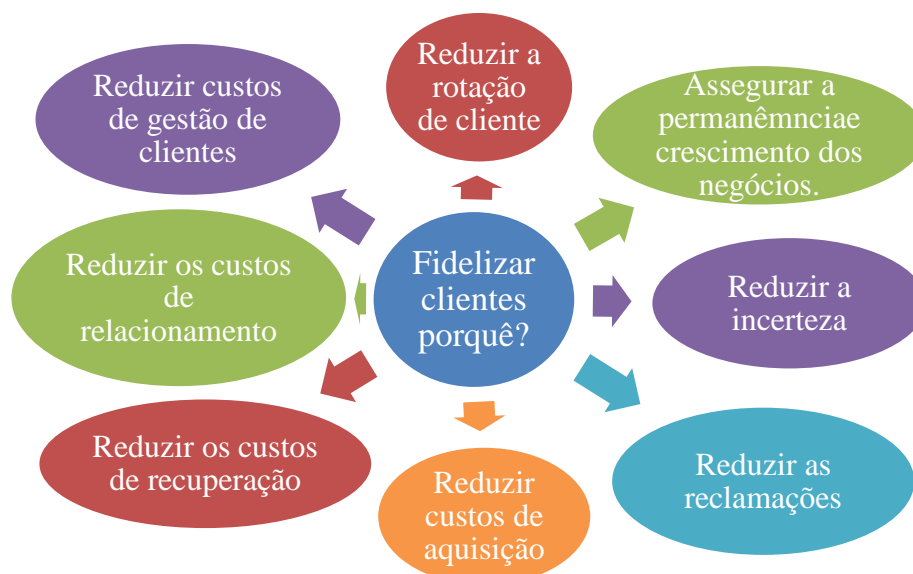 Reduzir a
rotação
de cliente
Assegurar a
permanêmnciae
crescimento dos
negócios.
Reduzir a
incerteza
Reduzir as
reclamações
Reduzir
custos de
aquisição
Reduzir os custos
de recuperação
Reduzir os custos
de
relacionamento
Reduzir custos
de gestão de
clientes
Fidelizar
clientes
porquê?